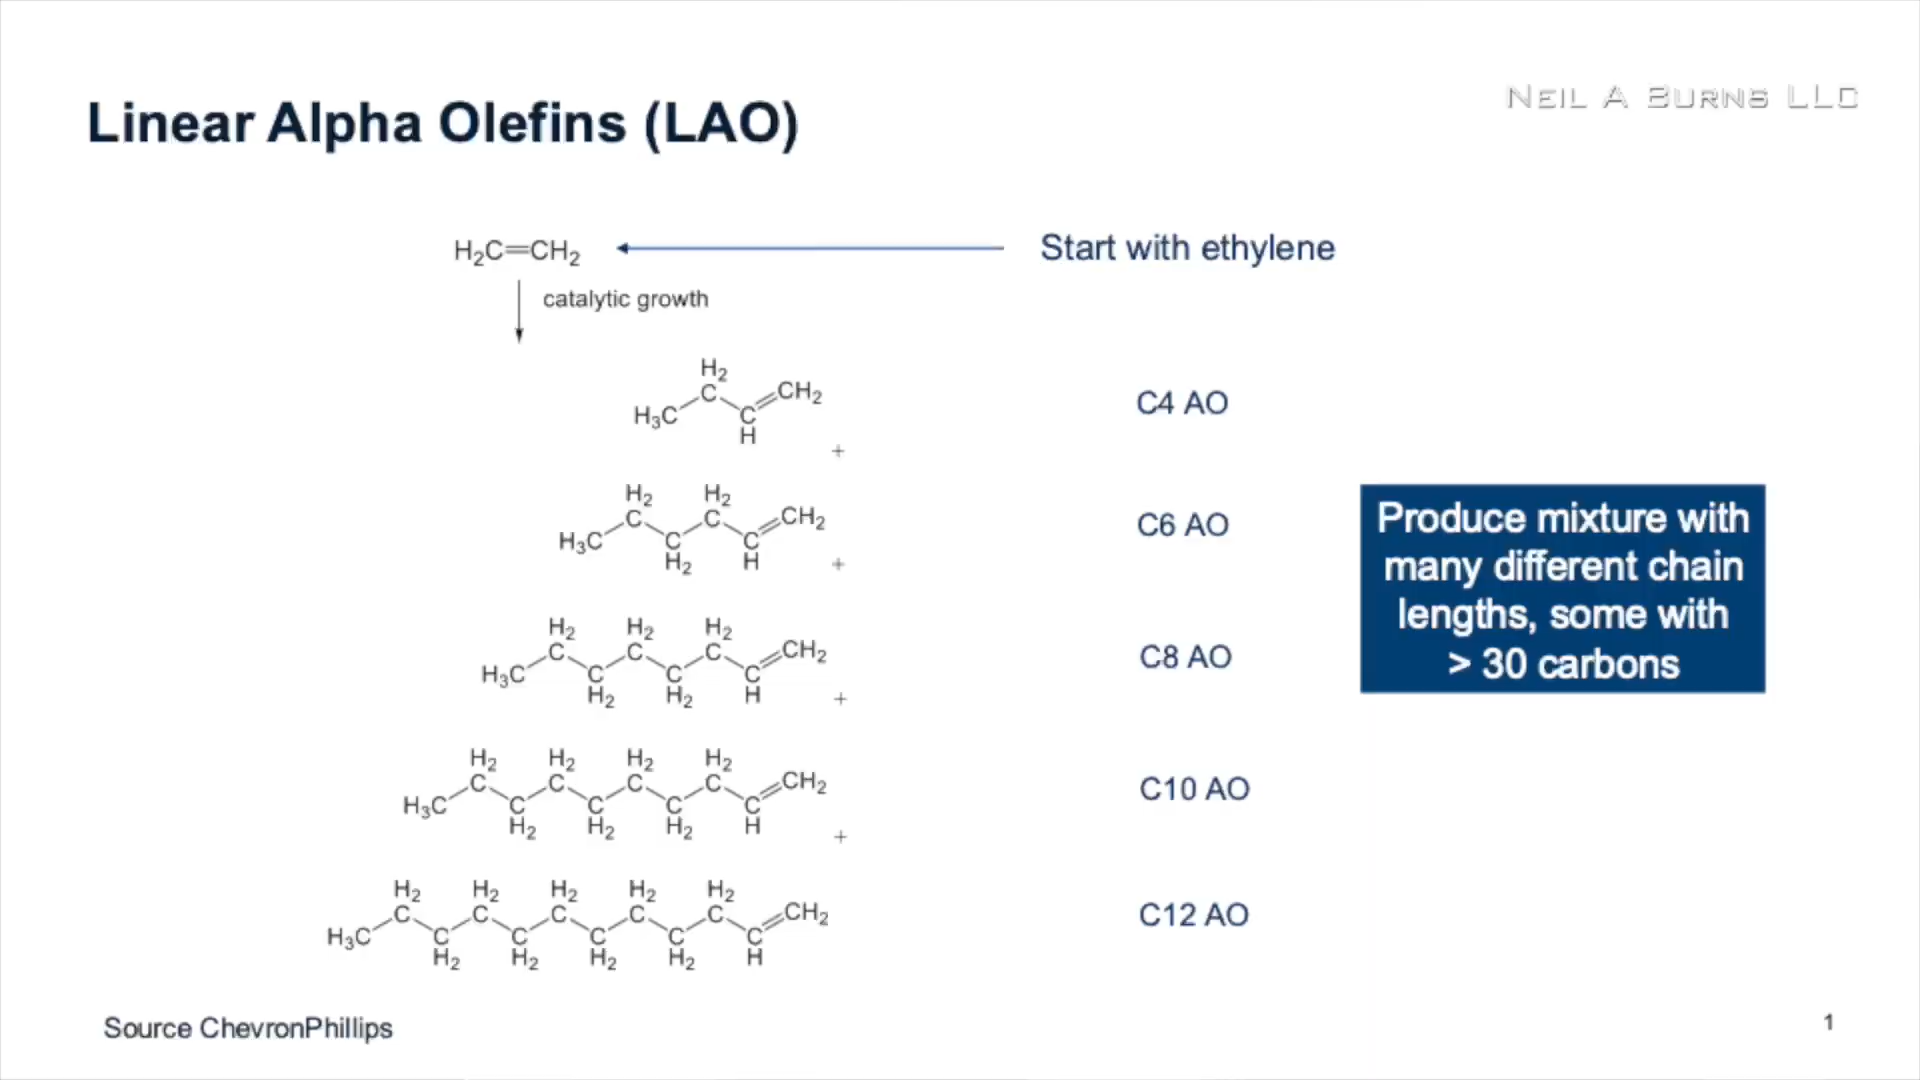 NEIL A BURNS LLC
Linear Alpha Olefins (LAO)
H₂C=CH₂
Start with ethylene
catalytic growth
H₂
H₃C C C CH₂
H
+
C4 AO
H₂ H₂
H₃C C C C C CH₂
H₂ H
+
C6 AO
H₂ H₂ H₂
H₃C C C C C C C CH₂
H₂ H₂ H
+
C8 AO
H₂ H₂ H₂ H₂
H₃C C C C C C C C C CH₂
H₂ H₂ H₂ H
+
C10 AO
H₂ H₂ H₂ H₂ H₂
H₃C C C C C C C C C C C CH₂
H₂ H₂ H₂ H₂ H
C12 AO
Produce mixture with
many different chain
lengths, some with
> 30 carbons
Source ChevronPhillips
1